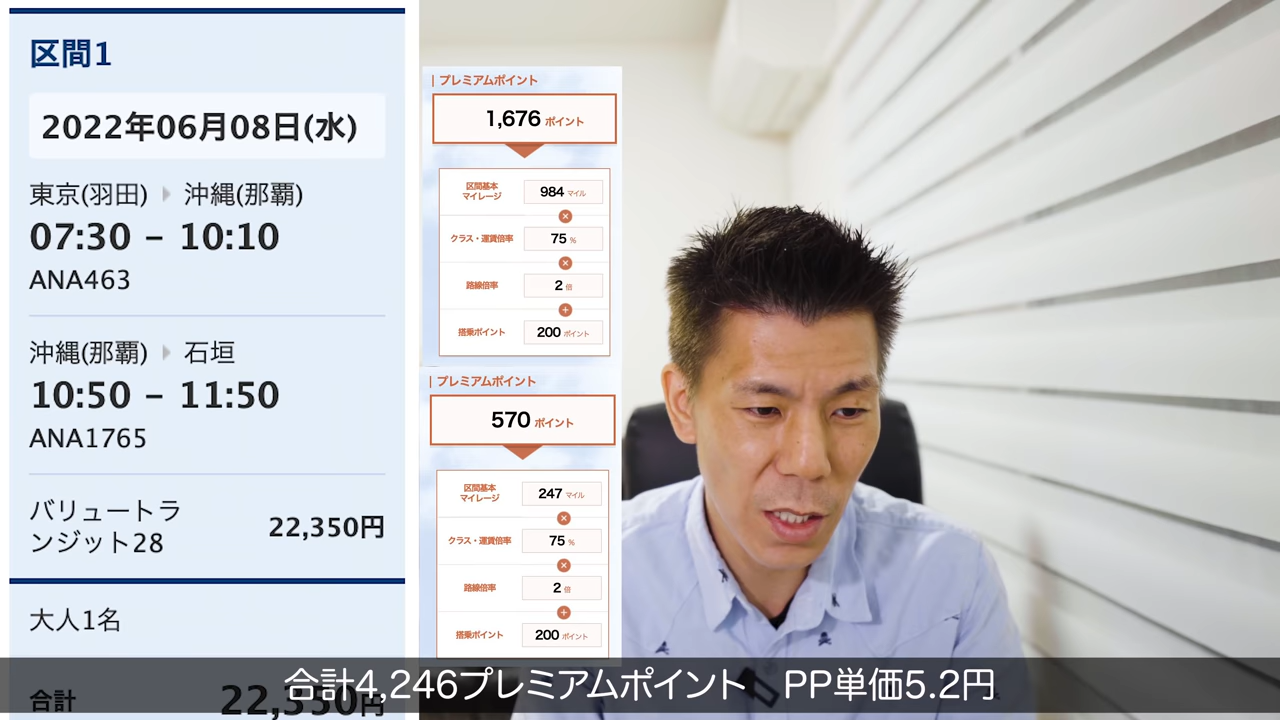 区間1
2022年06月08日(水)
東京(羽田) 沖縄(那覇)
07:30 – 10:10
ANA463
沖縄(那覇) 石垣
10:50 – 11:50
ANA1765
バリュートラ
ンジット28
22,350円
大人1名
合計
22,350円
プレミアムポイント
1,676 ポイント
区間基本
マイレージ
984 マイル
×
クラス・運賃倍率
75 %
×
路線倍率
2 倍
+
搭乗ポイント
200 ポイント
プレミアムポイント
570 ポイント
区間基本
マイレージ
247 マイル
×
クラス・運賃倍率
75 %
×
路線倍率
2 倍
+
搭乗ポイント
200 ポイント
合計4,246プレミアムポイント PP単価5.2円